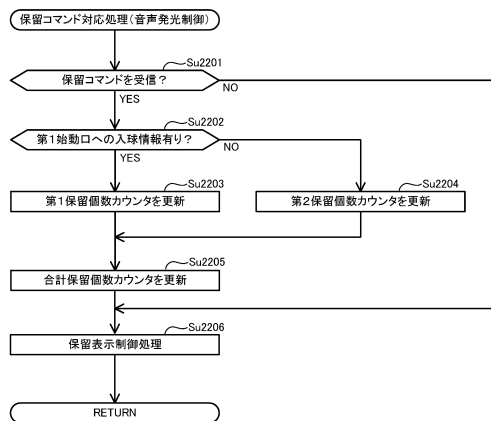 保留コマンド対応処理(音声発光制御)
Su2201
保留コマンドを受信?
NO
YES
Su2202
第1始動口への入球情報有り?
NO
YES
Su2203
第1保留個数カウンタを更新
Su2204
第2保留個数カウンタを更新
Su2205
合計保留個数カウンタを更新
Su2206
保留表示制御処理
RETURN